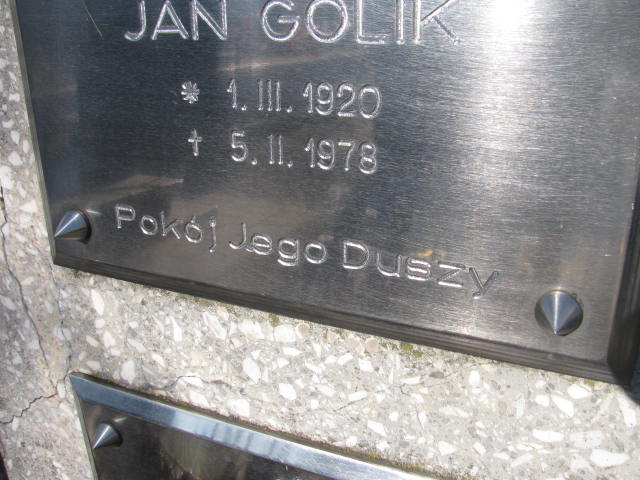 JAN GOLIK
* 1. III. 1920
† 5. II. 1978
Pokój Jego Duszy